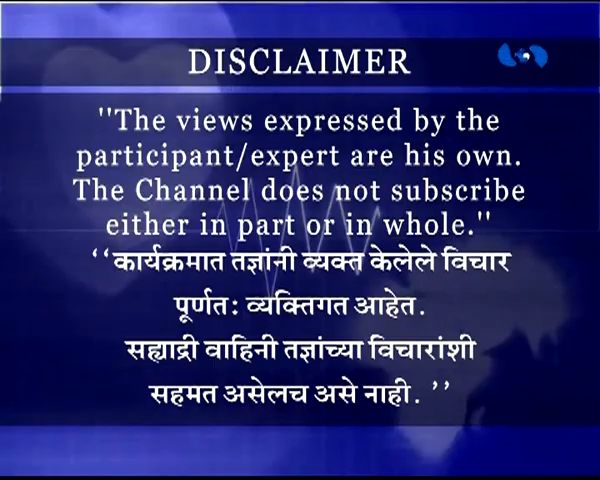 DISCLAIMER
''The views expressed by the
participant/expert are his own.
The Channel does not subscribe
either in part or in whole.''
‘‘कार्यक्रमात तज्ञांनी व्यक्त केलेले विचार
पूर्णत: व्यक्तिगत आहेत.
सह्याद्री वाहिनी तज्ञांच्या विचारांशी
सहमत असेलच असे नाही. ’’